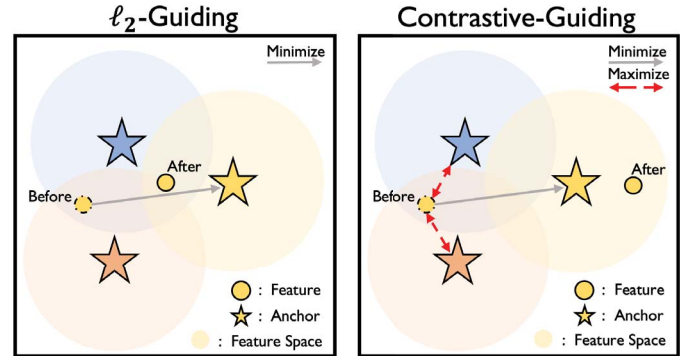 ℓ2-Guiding
Minimize
After
Before
: Feature
: Anchor
: Feature Space
Contrastive-Guiding
Minimize
Maximize
After
Before
: Feature
: Anchor
: Feature Space